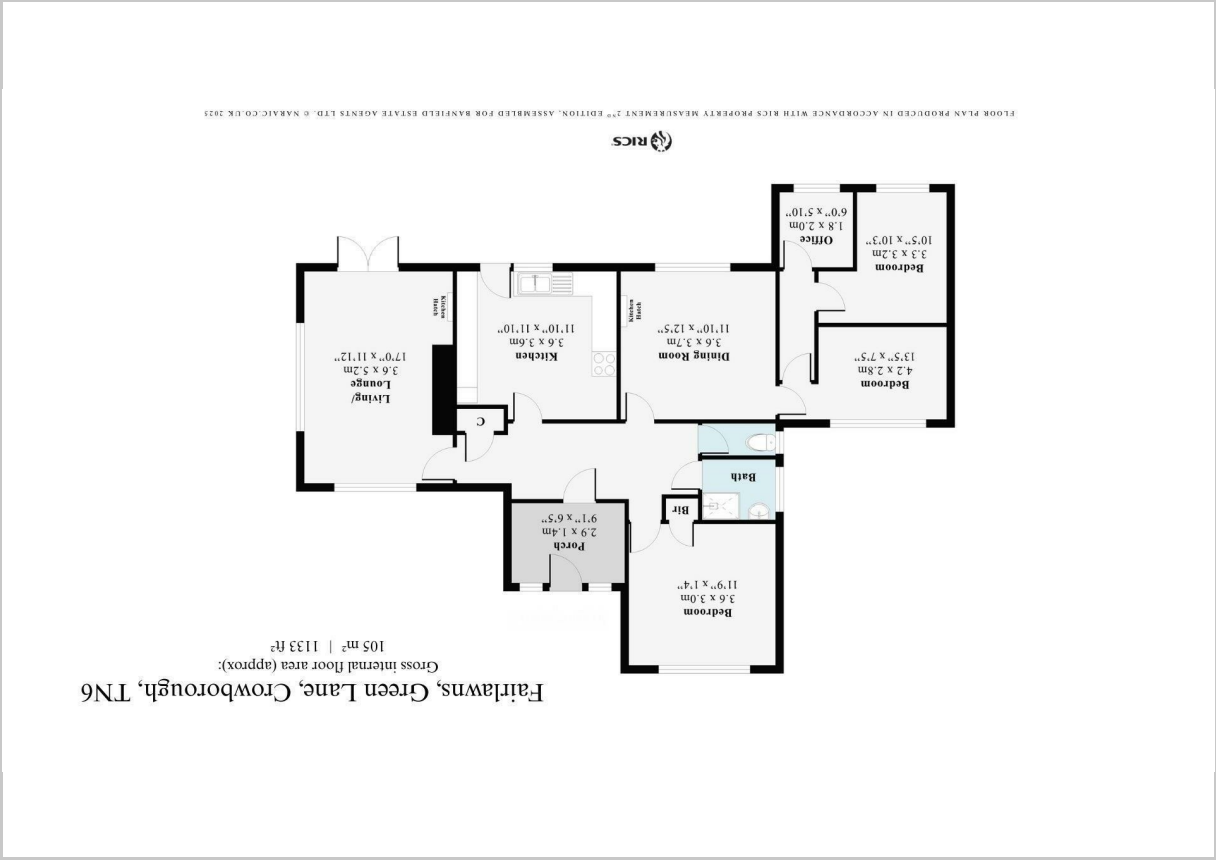 Fairlawns, Green Lane, Crowborough, TN6
Gross internal floor area (approx):
105 m² | 1133 ft²
Bedroom
3.6 x 3.0m
11'9" x 1'4"
Porch
2.9 x 1.4m
9'1" x 6'5"
Bir
Bath
Living/
Lounge
3.6 x 5.2m
17'0" x 11'12"
C
Bedroom
4.2 x 2.8m
13'5" x 7'5"
Dining Room
3.6 x 3.7m
11'10" x 12'5"
Kitchen
3.6 x 3.6m
11'10" x 11'10"
Kitchen
Hatch
Kitchen
Hatch
Bedroom
3.3 x 3.2m
10'5" x 10'3"
Office
1.8 x 2.0m
6'0" x 5'10"
RICS
FLOOR PLAN PRODUCED IN ACCORDANCE WITH RICS PROPERTY MEASUREMENT 2ND EDITION, ASSEMBLED FOR BANFIELD ESTATE AGENTS LTD. © NARAIC.CO.UK 2025